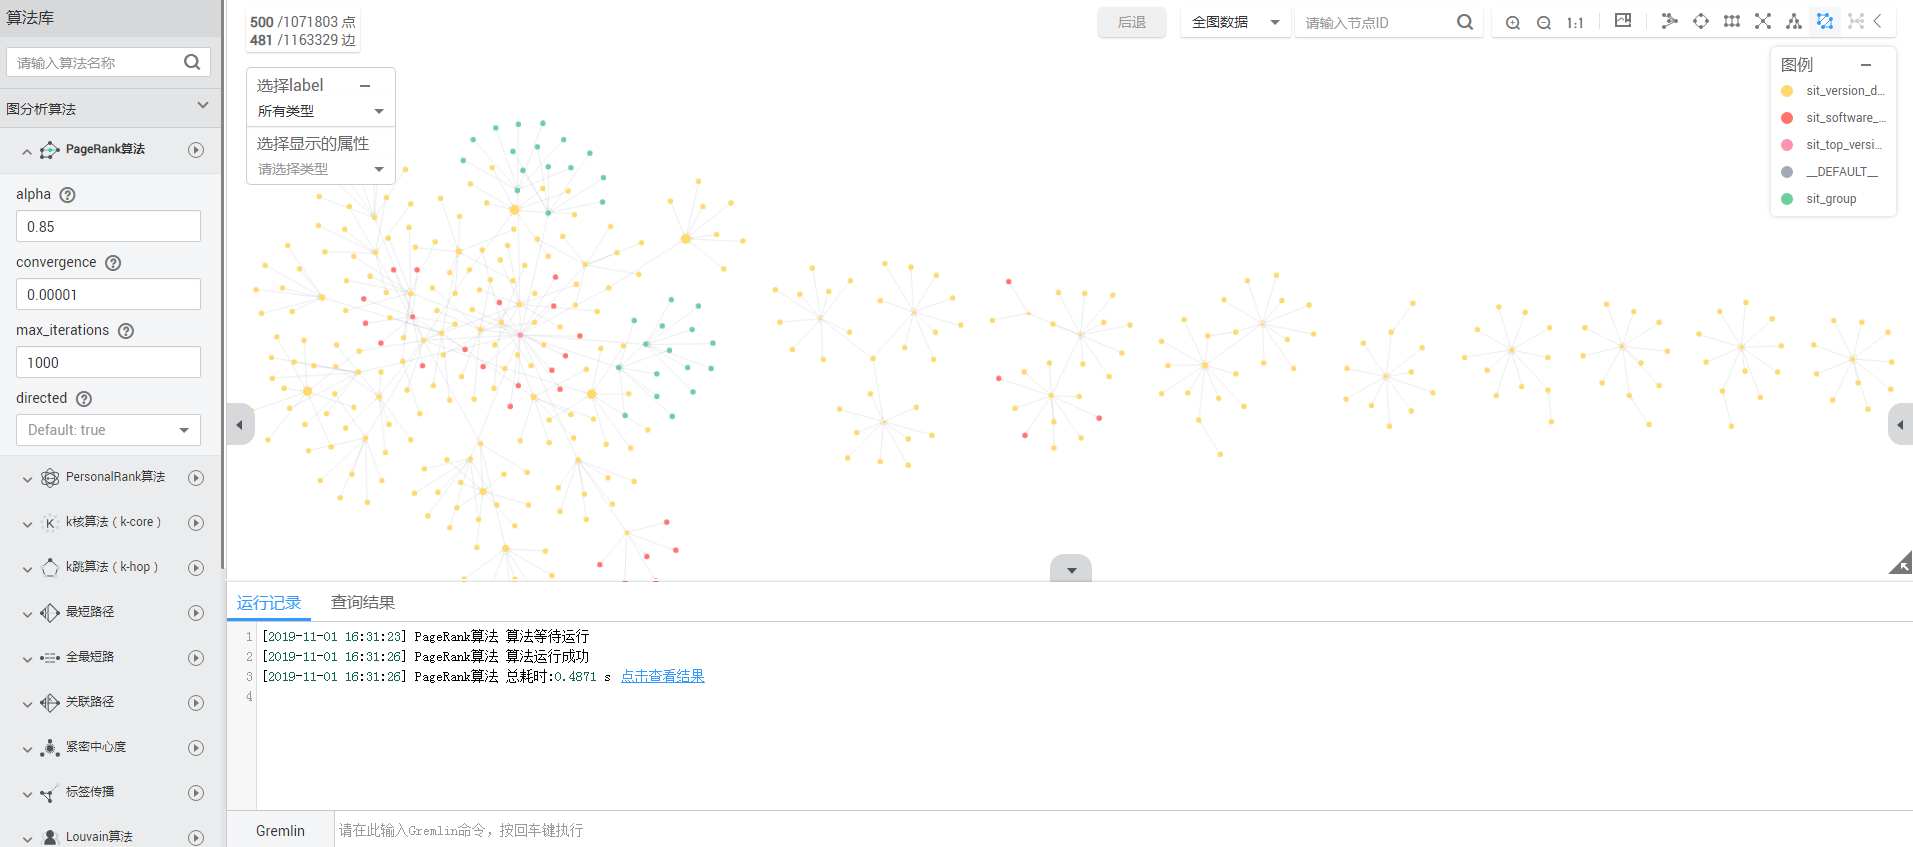 算法库
请输入算法名称
图分析算法
PageRank算法
alpha
0.85
convergence
0.00001
max_iterations
1000
directed
Default: true
PersonalRank算法
k核算法（k-core）
k跳算法（k-hop）
最短路径
全最短路
关联路径
紧密中心度
标签传播
Louvain算法
500 /1071803 点
481 /1163329 边
选择label
所有类型
选择显示的属性
请选择类型
后退
全图数据
请输入节点ID
1:1
图例
sit_version_d...
sit_software_...
sit_top_versi...
__DEFAULT__
sit_group
运行记录 查询结果
1 [2019-11-01 16:31:23] PageRank算法 算法等待运行
2 [2019-11-01 16:31:26] PageRank算法 算法运行成功
3 [2019-11-01 16:31:26] PageRank算法 总耗时:0.4871 s 点击查看结果
4
Gremlin 请在此输入Gremlin命令，按回车键执行